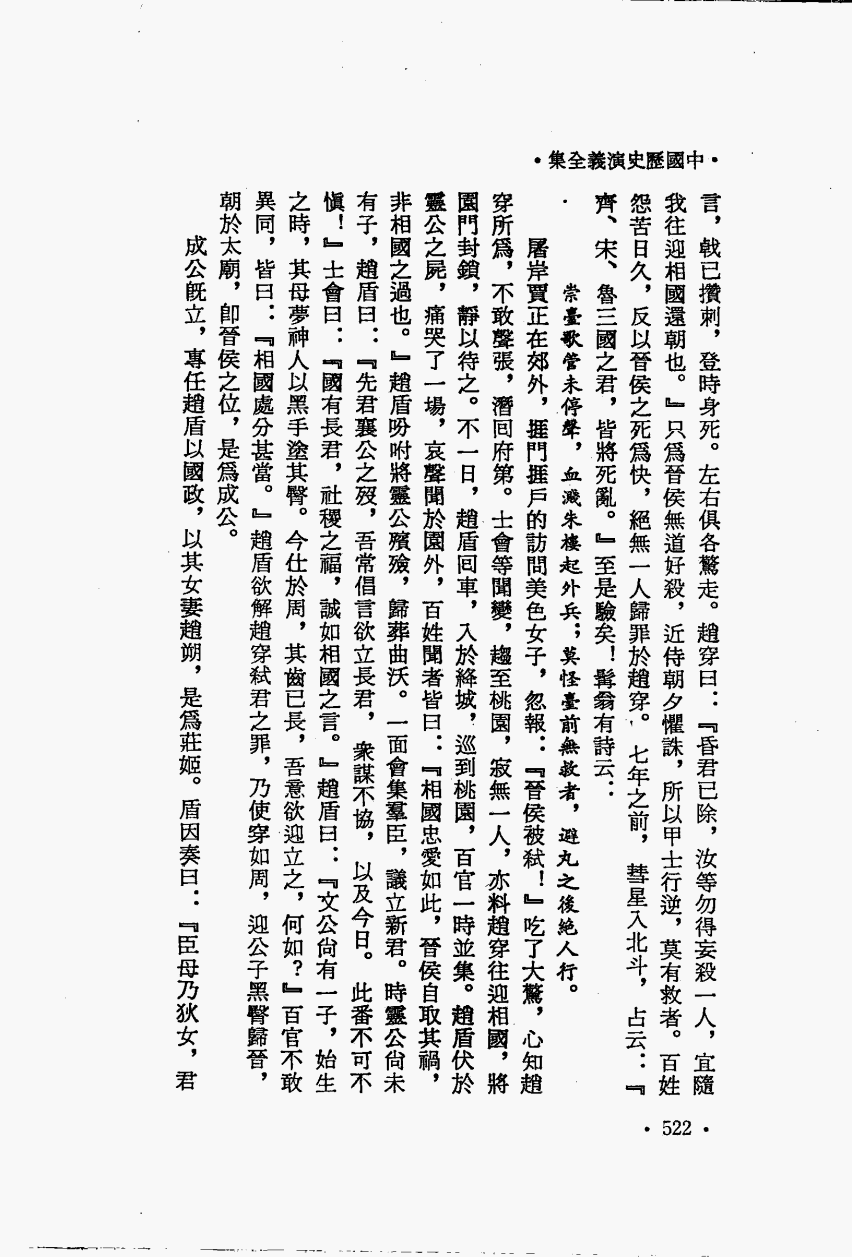 •中國歷史演義全集•
言，戟已攢刺，登時身死。左右俱各驚走。趙穿曰：『昏君已除，汝等勿得妄殺一人，宜隨
我往迎相國還朝也。』只為晉侯無道好殺，近侍朝夕懼誅，所以甲士行逆，莫有救者。百姓
怨苦日久，反以晉侯之死為快，絕無一人歸罪於趙穿。七年之前，彗星入北斗，占云：『
齊、宋、魯三國之君，皆將死亂。』至是驗矣！髯翁有詩云：
崇臺歌管未停聲，血濺朱樓起外兵；莫怪臺前無救者，避丸之後絕人行。
屠岸賈正在郊外，捱門捱戶的訪問美色女子，忽報：『晉侯被弒！』吃了大驚，心知趙
穿所為，不敢聲張，潛回府第。士會等聞變，趨至桃園，寂無一人，亦料趙穿往迎相國，將
園門封鎖，靜以待之。不一日，趙盾回車，入於絳城，巡到桃園，百官一時並集。趙盾伏於
靈公之屍，痛哭了一場，哀聲聞於園外，百姓聞者皆曰：『相國忠愛如此，晉侯自取其禍，
非相國之過也。』趙盾吩咐將靈公殯殮，歸葬曲沃。一面會集羣臣，議立新君。時靈公尙未
有子，趙盾曰：『先君襄公之歿，吾常倡言欲立長君，衆謀不協，以及今日。此番不可不
愼！』士會曰：『國有長君，社稷之福，誠如相國之言。』趙盾曰：『文公尙有一子，始生
之時，其母夢神人以黑手塗其臀。今仕於周，其齒已長，吾意欲迎立之，何如？』百官不敢
異同，皆曰：『相國處分甚當。』趙盾欲解趙穿弒君之罪，乃使穿如周，迎公子黑臀歸晉，
朝於太廟，卽晉侯之位，是爲成公。
成公旣立，專任趙盾以國政，以其女妻趙朔，是爲莊姬。盾因奏曰：『臣母乃狄女，君
•522•